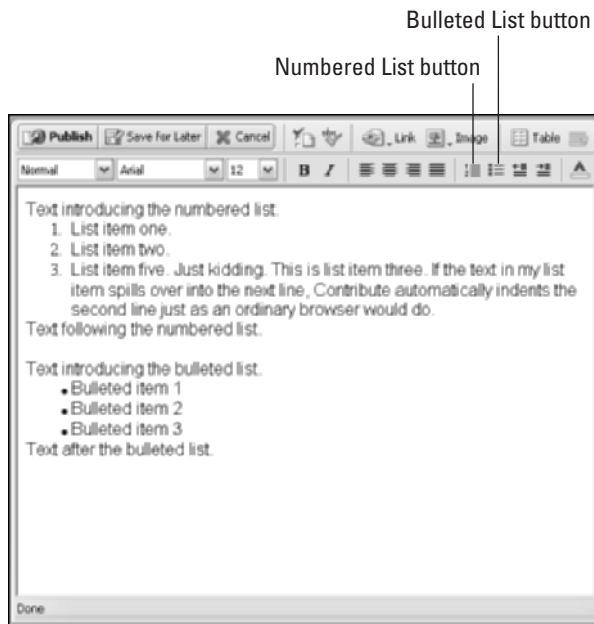 Bulleted List button
Numbered List button
Publish Save for Later Cancel Link Image Table
Normal Arial 12 B I
Text introducing the numbered list.
1. List item one.
2. List item two.
3. List item five. Just kidding. This is list item three. If the text in my list
item spills over into the next line, Contribute automatically indents the
second line just as an ordinary browser would do.
Text following the numbered list.
Text introducing the bulleted list.
• Bulleted item 1
• Bulleted item 2
• Bulleted item 3
Text after the bulleted list.
Done